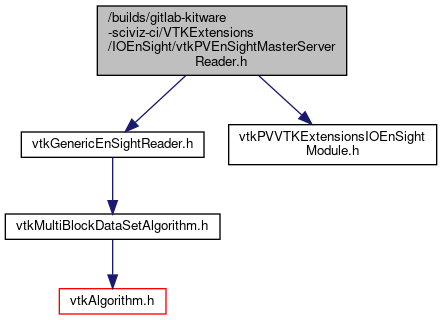 /builds/gitlab-kitware
-sciviz-ci/VTKExtensions
/IOEnSight/vtkPVEnSightMasterServer
Reader.h
vtkGenericEnSightReader.h
vtkPVVTKExtensionsIOEnSight
Module.h
vtkMultiBlockDataSetAlgorithm.h
vtkAlgorithm.h